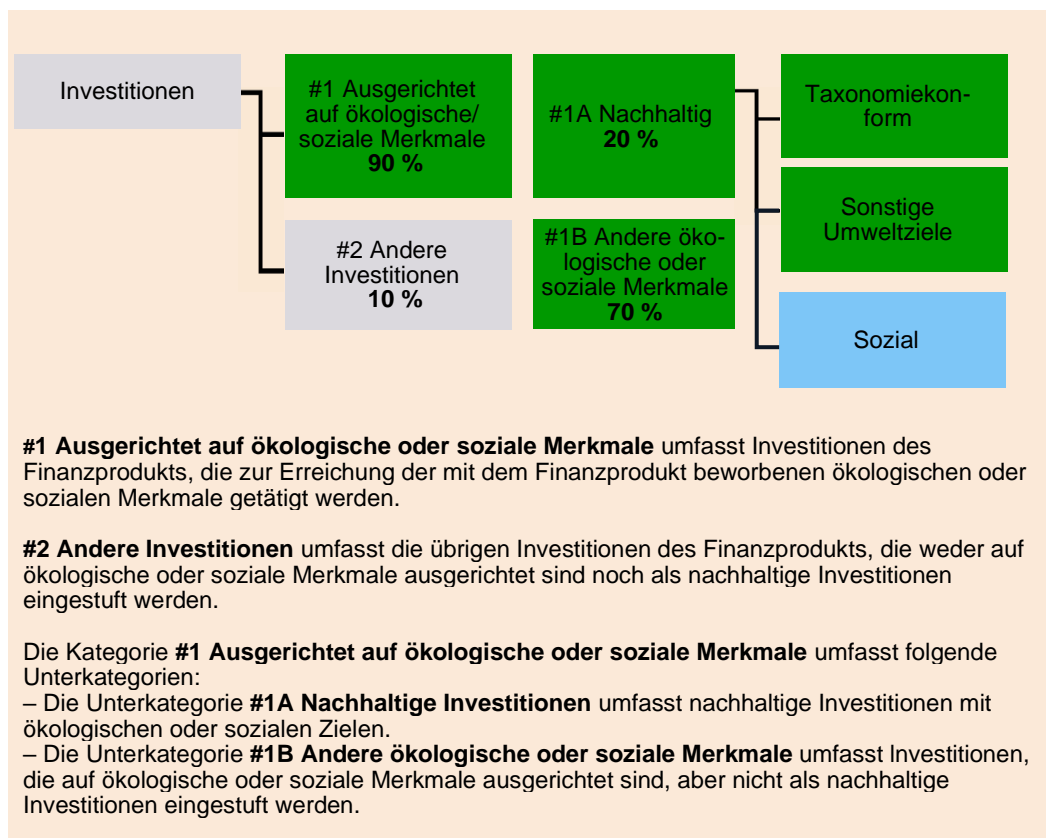 Investitionen
#1 Ausgerichtet
auf ökologische/
soziale Merkmale
90 %
#2 Andere
Investitionen
10 %
#1A Nachhaltig
20 %
#1B Andere öko-
logische oder
soziale Merkmale
70 %
Taxonomiekon-
form
Sonstige
Umweltziele
Sozial
#1 Ausgerichtet auf ökologische oder soziale Merkmale umfasst Investitionen des
Finanzprodukts, die zur Erreichung der mit dem Finanzprodukt beworbenen ökologischen oder
sozialen Merkmale getätigt werden.
#2 Andere Investitionen umfasst die übrigen Investitionen des Finanzprodukts, die weder auf
ökologische oder soziale Merkmale ausgerichtet sind noch als nachhaltige Investitionen
eingestuft werden.
Die Kategorie #1 Ausgerichtet auf ökologische oder soziale Merkmale umfasst folgende
Unterkategorien:
– Die Unterkategorie #1A Nachhaltige Investitionen umfasst nachhaltige Investitionen mit
ökologischen oder sozialen Zielen.
– Die Unterkategorie #1B Andere ökologische oder soziale Merkmale umfasst Investitionen,
die auf ökologische oder soziale Merkmale ausgerichtet sind, aber nicht als nachhaltige
Investitionen eingestuft werden.